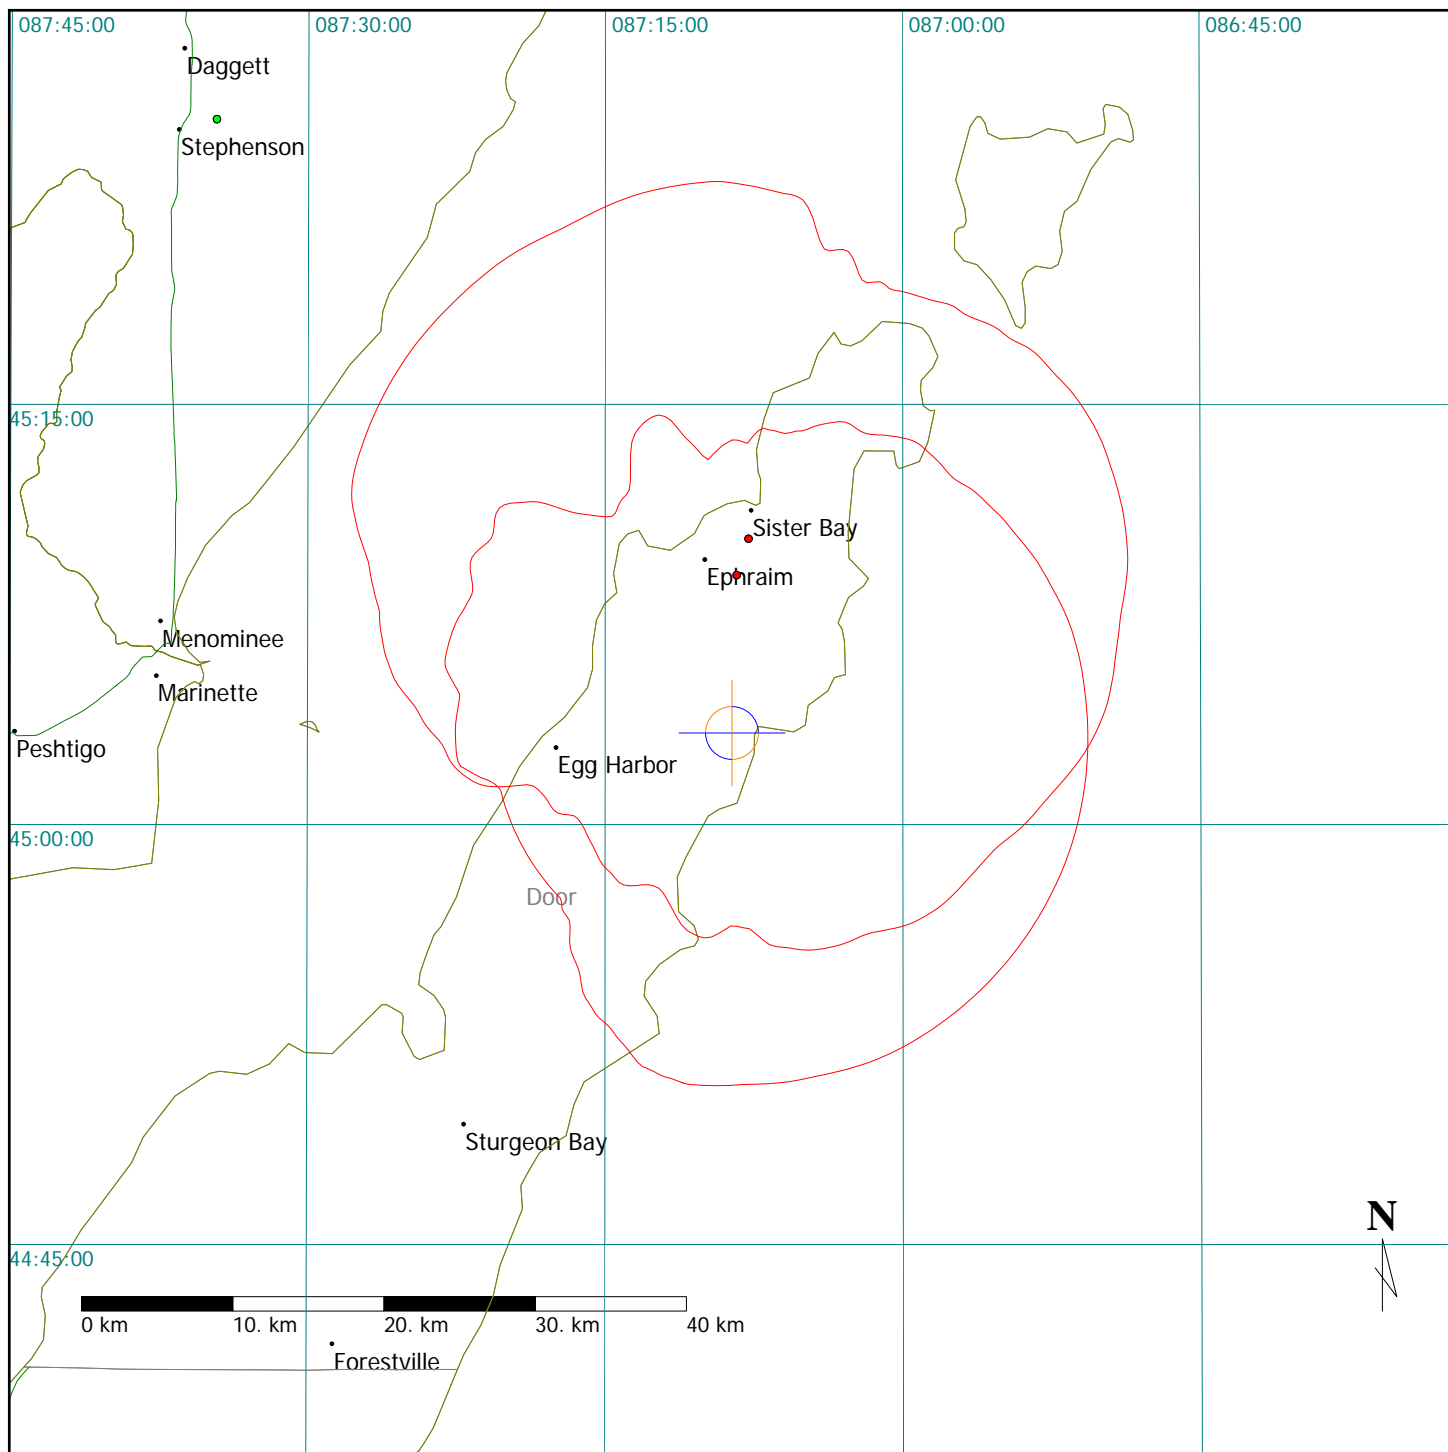 087:45:00
087:30:00
087:15:00
087:00:00
086:45:00
Daggett
Stephenson
45:15:00
Sister Bay
Ephraim
Menominee
Marinette
Peshtigo
Egg Harbor
45:00:00
Door
Sturgeon Bay
N
44:45:00
0 km
10. km
20. km
30. km
40 km
Forestville